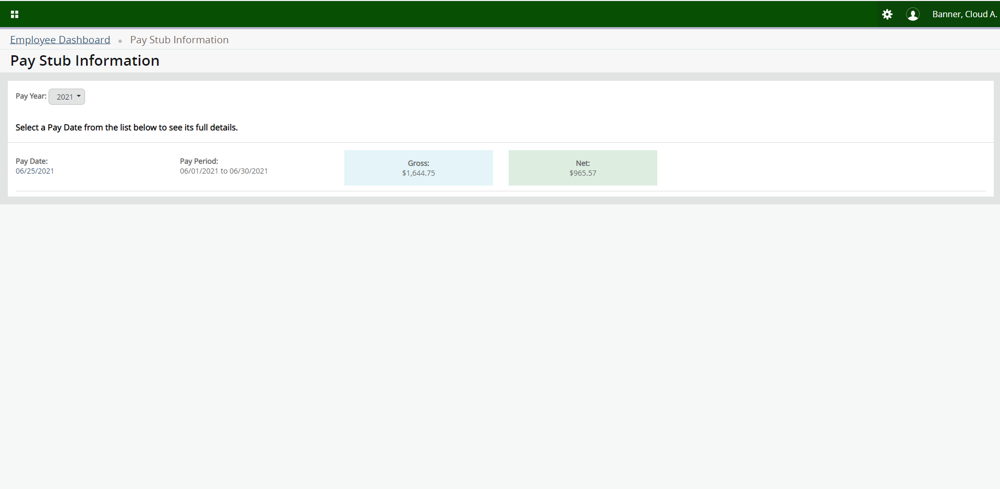 Banner, Cloud A.
Employee Dashboard • Pay Stub Information
Pay Stub Information
Pay Year: 2021
Select a Pay Date from the list below to see its full details.
Pay Date:
06/25/2021
Pay Period:
06/01/2021 to 06/30/2021
Gross:
$1,644.75
Net:
$965.57